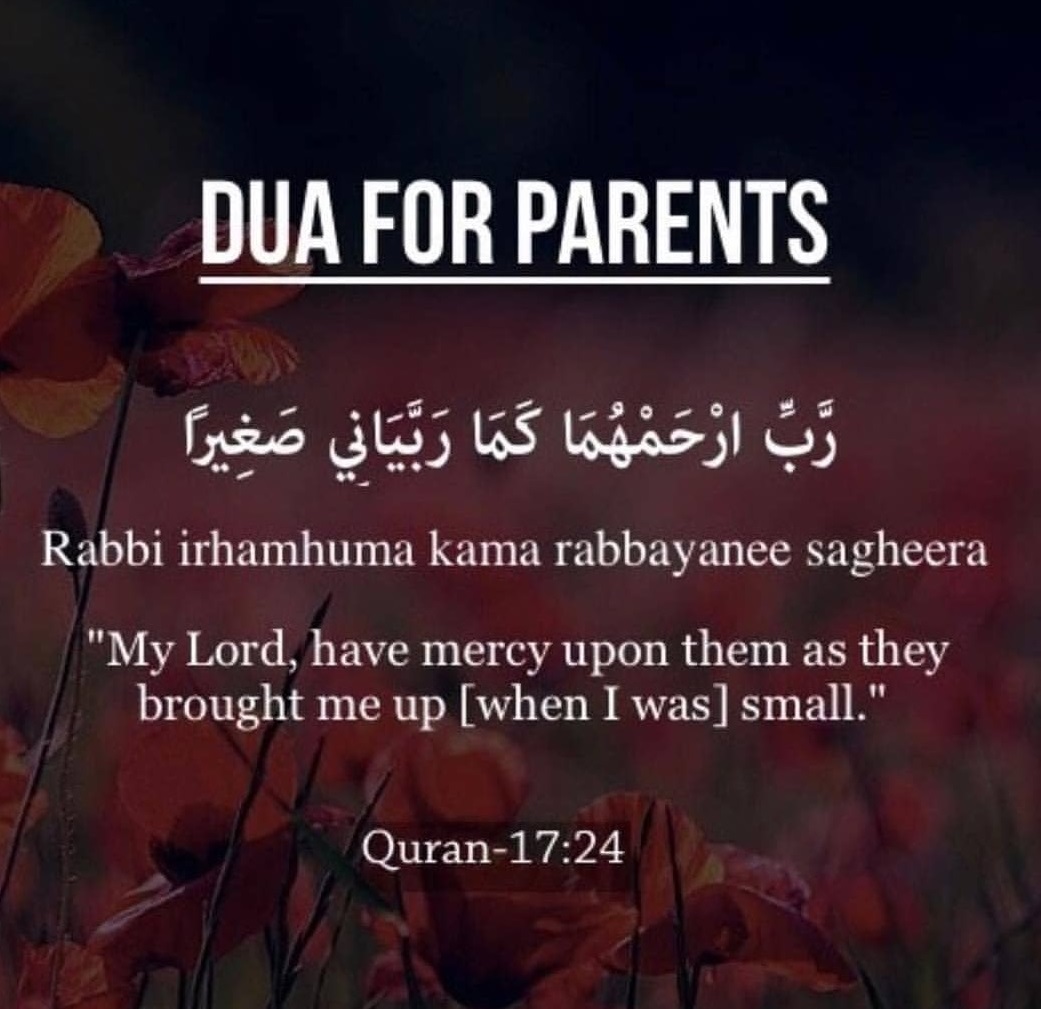 DUA FOR PARENTS
رَّبِّ ارْحَمْهُمَا كَمَا رَبَّيَانِي صَغِيرًا
Rabbi irhamhuma kama rabbayanee sagheera
"My Lord, have mercy upon them as they
brought me up [when I was] small."
Quran-17:24